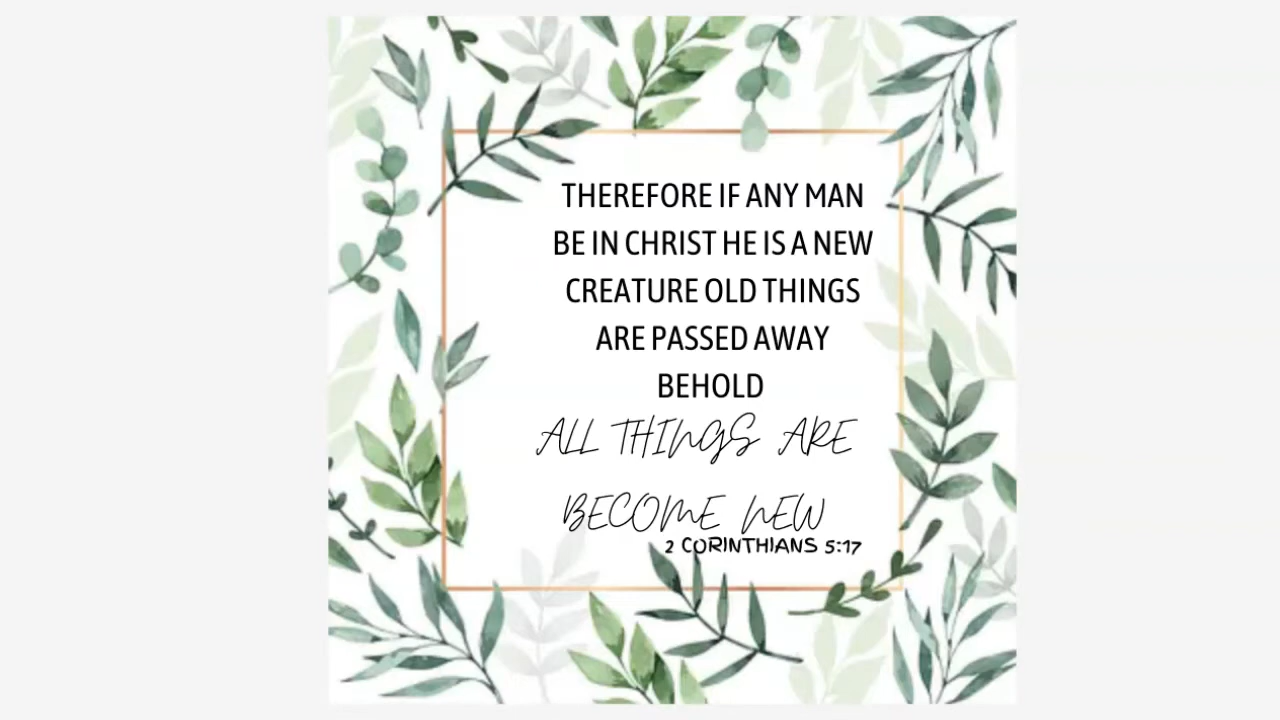 THEREFORE IF ANY MAN
BE IN CHRIST HE IS A NEW
CREATURE OLD THINGS
ARE PASSED AWAY
BEHOLD
ALL THINGS ARE
BECOME NEW
2 CORINTHIANS 5:17